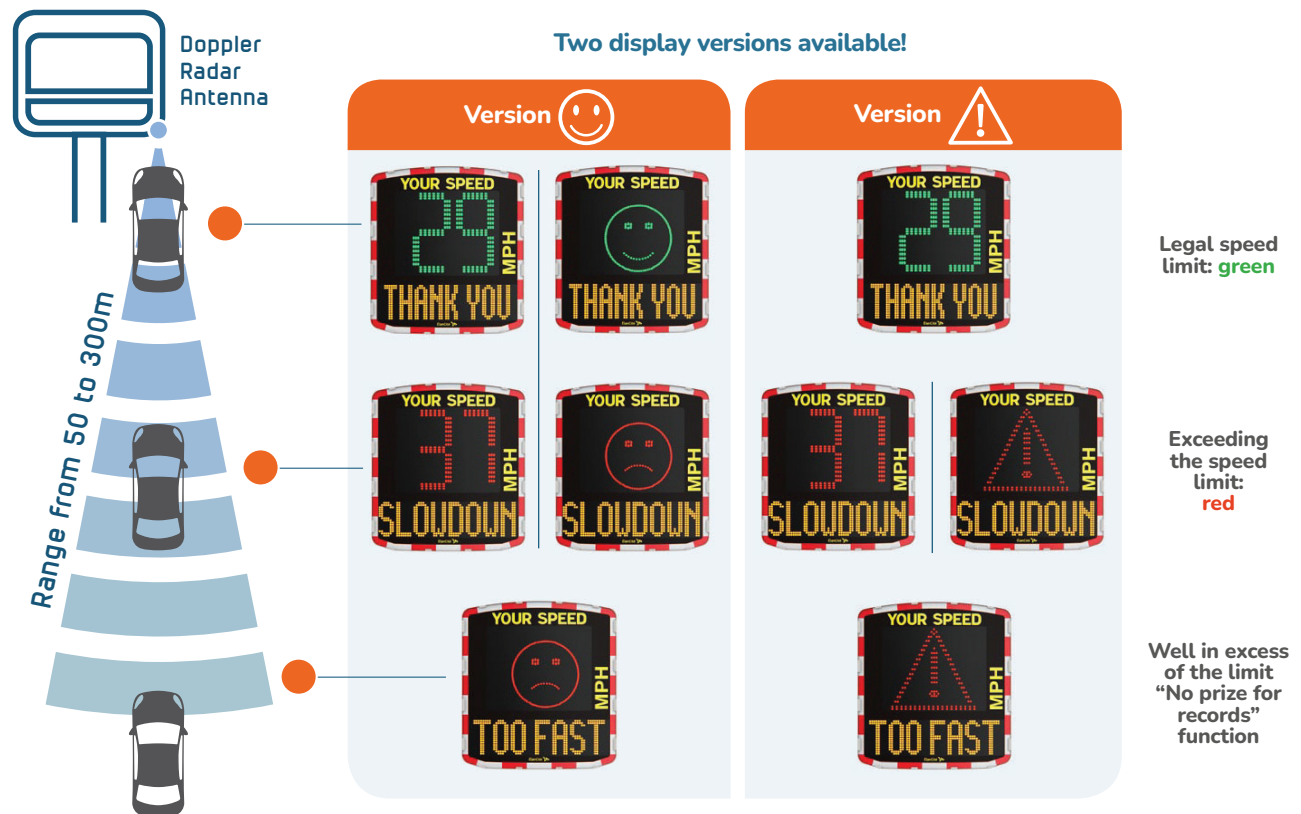 Doppler
Radar
Antenna
Range from 50 to 300m
Two display versions available!
Version
Version
YOUR SPEED
29
MPH
THANK YOU
YOUR SPEED
MPH
THANK YOU
YOUR SPEED
29
MPH
THANK YOU
Legal speed
limit: green
YOUR SPEED
37
MPH
SLOWDOWN
YOUR SPEED
MPH
SLOWDOWN
YOUR SPEED
37
MPH
SLOWDOWN
YOUR SPEED
MPH
SLOWDOWN
Exceeding
the speed
limit:
red
YOUR SPEED
MPH
TOO FAST
YOUR SPEED
MPH
TOO FAST
Well in excess
of the limit
“No prize for
records”
function